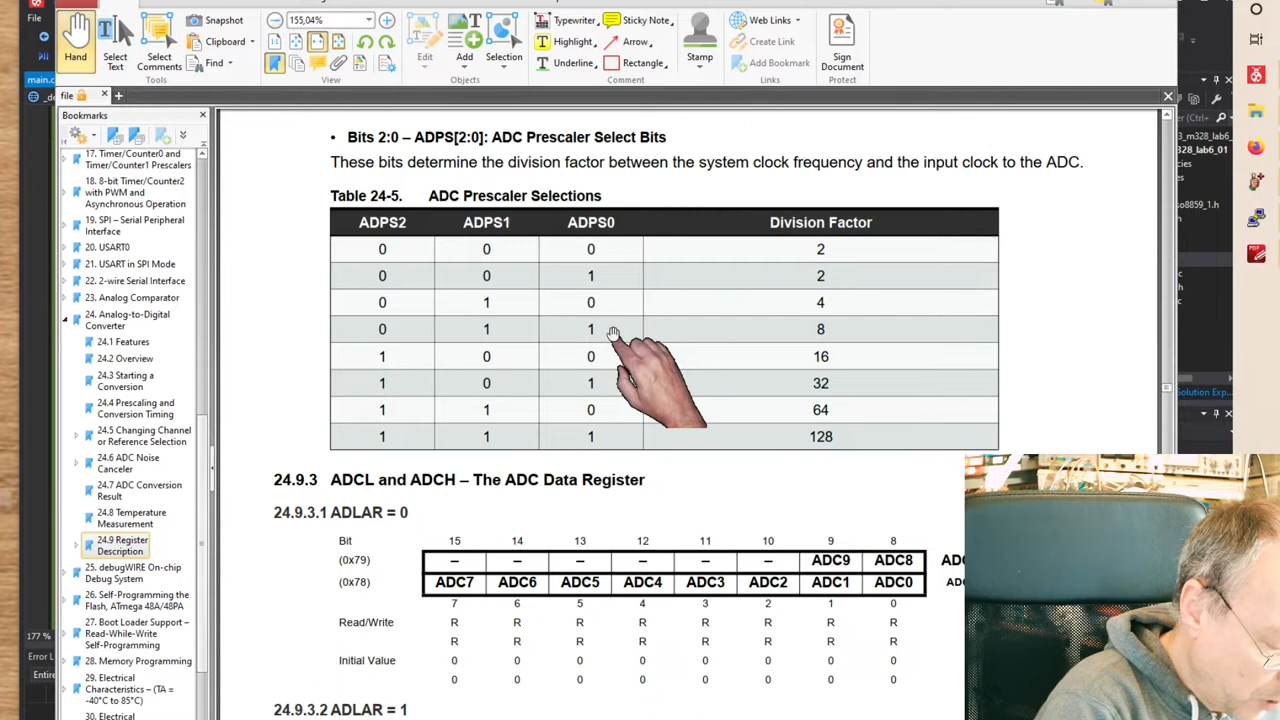 File
155,04%
Snapshot
Clipboard
Find
Hand
Select
Text
Select
Comments
Tools
View
Edit
Add
Selection
Objects
Typewriter
Highlight
Underline
Sticky Note
Arrow
Rectangle
Comment
Stamp
Web Links
Create Link
Add Bookmark
Links
Sign
Document
Protect
main.c
file
Bookmarks
17. Timer/Counter0 and
Timer/Counter1 Prescalers
18. 8-bit Timer/Counter2
with PWM and
Asynchronous Operation
19. SPI – Serial Peripheral
Interface
20. USART0
21. USART in SPI Mode
22. 2-wire Serial Interface
23. Analog Comparator
24. Analog-to-Digital
Converter
24.1 Features
24.2 Overview
24.3 Starting a
Conversion
24.4 Prescaling and
Conversion Timing
24.5 Changing Channel
or Reference Selection
24.6 ADC Noise
Canceler
24.7 ADC Conversion
Result
24.8 Temperature
Measurement
24.9 Register
Description
25. debugWIRE On-chip
Debug System
26. Self-Programming the
Flash, ATmega 48A/48PA
27. Boot Loader Support –
Read-While-Write
Self-Programming
28. Memory Programming
29. Electrical
Characteristics – (TA =
-40°C to 85°C)
30. Electrical
177 %
Error L
Entire
• Bits 2:0 – ADPS[2:0]: ADC Prescaler Select Bits
These bits determine the division factor between the system clock frequency and the input clock to the ADC.
Table 24-5. ADC Prescaler Selections
ADPS2 ADPS1 ADPS0 Division Factor
0 0 0 2
0 0 1 2
0 1 0 4
0 1 1 8
1 0 0 16
1 0 1 32
1 1 0 64
1 1 1 128
24.9.3 ADCL and ADCH – The ADC Data Register
24.9.3.1 ADLAR = 0
Bit 15 14 13 12 11 10 9 8
(0x79) – – – – – – ADC9 ADC8
(0x78) ADC7 ADC6 ADC5 ADC4 ADC3 ADC2 ADC1 ADC0
7 6 5 4 3 2 1 0
Read/Write R R R R R R R R
R R R R R R R R
Initial Value 0 0 0 0 0 0 0 0
0 0 0 0 0 0 0 0
24.9.3.2 ADLAR = 1
(Ctrl+)
_m328_lab6
m328_lab6_01
so8859_1.h
Solution Exp...